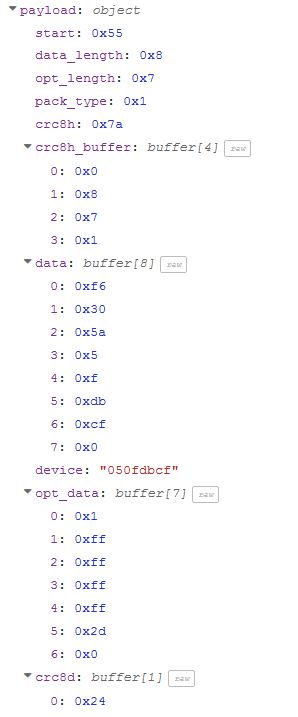 payload: object
start: 0x55
data_length: 0x8
opt_length: 0x7
pack_type: 0x1
crc8h: 0x7a
crc8h_buffer: buffer[4] raw
0: 0x0
1: 0x8
2: 0x7
3: 0x1
data: buffer[8] raw
0: 0xf6
1: 0x30
2: 0x5a
3: 0x5
4: 0xf
5: 0xdb
6: 0xcf
7: 0x0
device: "050fdbcf"
opt_data: buffer[7] raw
0: 0x1
1: 0xff
2: 0xff
3: 0xff
4: 0xff
5: 0x2d
6: 0x0
crc8d: buffer[1] raw
0: 0x24